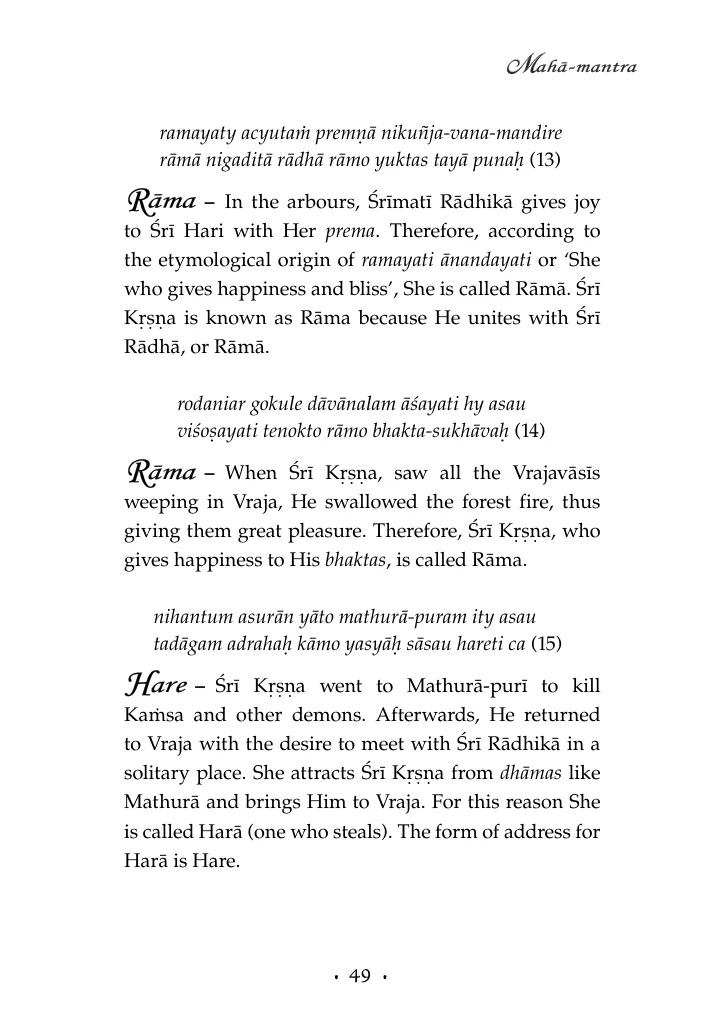 Mahā-mantra
ramayaty acyutaṁ premṇā nikuñja-vana-mandire
rāmā nigaditā rādhā rāmo yuktas tayā punaḥ (13)
Rāma – In the arbours, Śrīmatī Rādhikā gives joy
to Śrī Hari with Her prema. Therefore, according to
the etymological origin of ramayati ānandayati or ‘She
who gives happiness and bliss’, She is called Rāmā. Śrī
Kṛṣṇa is known as Rāma because He unites with Śrī
Rādhā, or Rāmā.
rodaniar gokule dāvānalam āśayati hy asau
viśoṣayati tenokto rāmo bhakta-sukhāvaḥ (14)
Rāma – When Śrī Kṛṣṇa, saw all the Vrajavāsīs
weeping in Vraja, He swallowed the forest fire, thus
giving them great pleasure. Therefore, Śrī Kṛṣṇa, who
gives happiness to His bhaktas, is called Rāma.
nihantum asurān yāto mathurā-puram ity asau
tadāgam adrahaḥ kāmo yasyāḥ sāsau hareti ca (15)
Hare – Śrī Kṛṣṇa went to Mathurā-purī to kill
Kaṁsa and other demons. Afterwards, He returned
to Vraja with the desire to meet with Śrī Rādhikā in a
solitary place. She attracts Śrī Kṛṣṇa from dhāmas like
Mathurā and brings Him to Vraja. For this reason She
is called Harā (one who steals). The form of address for
Harā is Hare.
• 49 •